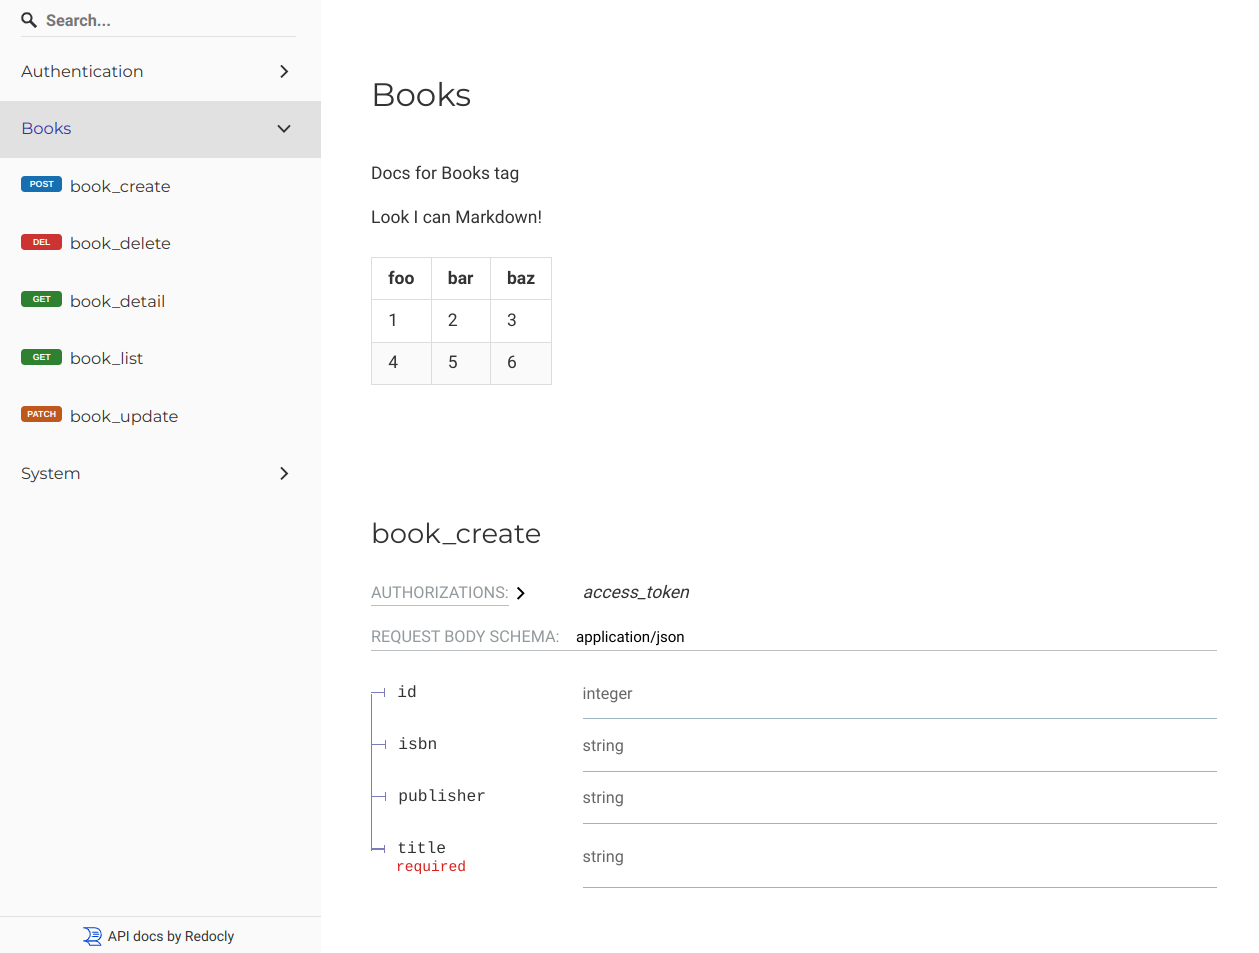 Search...
Authentication
Books
POST book_create
DEL book_delete
GET book_detail
GET book_list
PATCH book_update
System
API docs by Redocly
Books
Docs for Books tag
Look I can Markdown!
foo bar baz
1 2 3
4 5 6
book_create
AUTHORIZATIONS: access_token
REQUEST BODY SCHEMA: application/json
id integer
isbn string
publisher string
title string
required